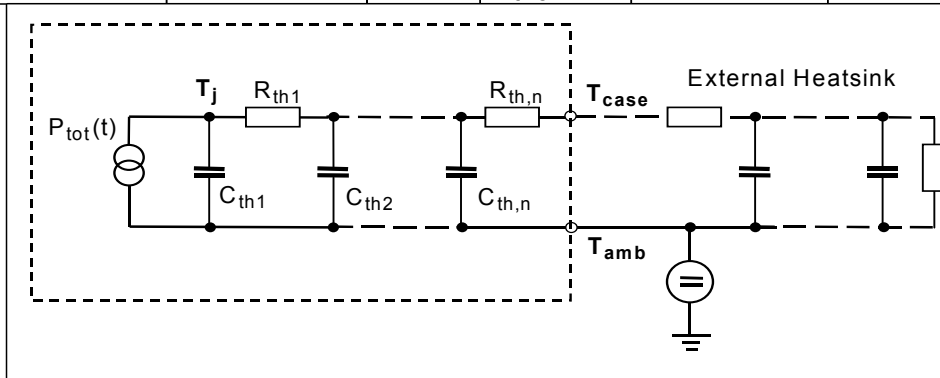 External Heatsink
T_j
R_th1
R_th,n
T_case
P_tot(t)
C_th1
C_th2
C_th,n
T_amb